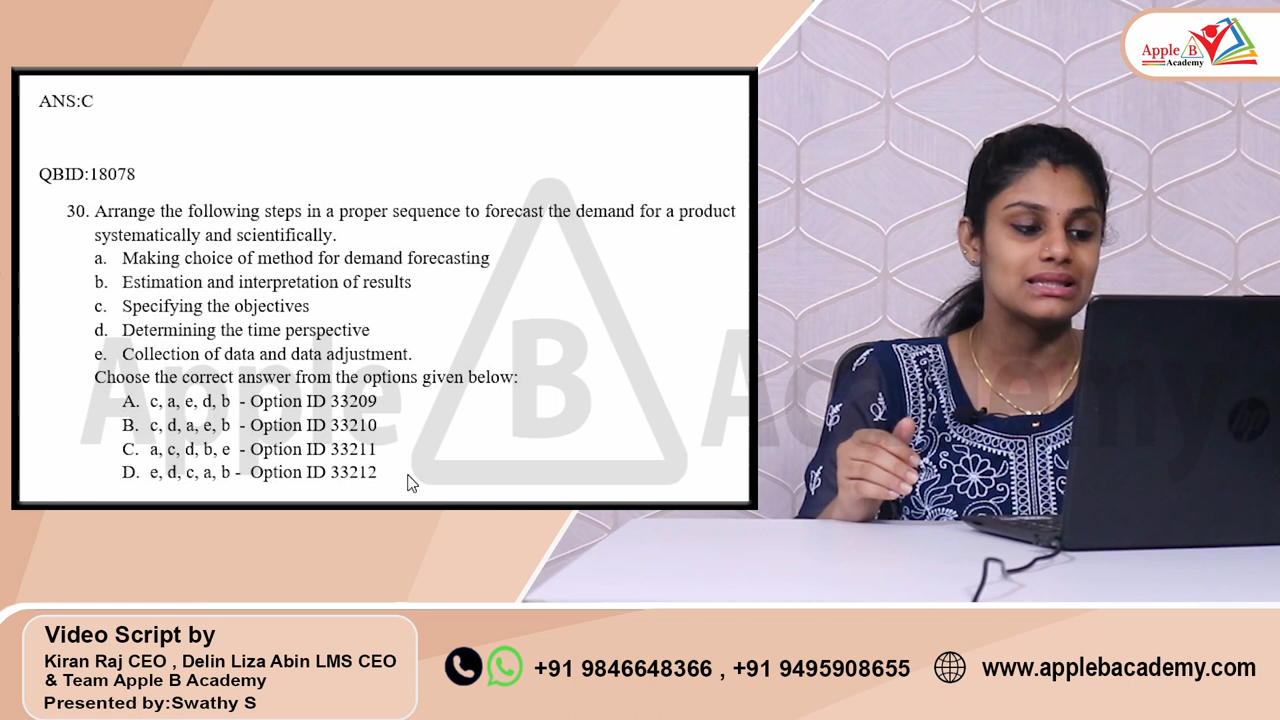 Apple B
Academy
ANS:C
QBID:18078
30. Arrange the following steps in a proper sequence to forecast the demand for a product
systematically and scientifically.
a. Making choice of method for demand forecasting
b. Estimation and interpretation of results
c. Specifying the objectives
d. Determining the time perspective
e. Collection of data and data adjustment.
Choose the correct answer from the options given below:
A. c, a, e, d, b - Option ID 33209
B. c, d, a, e, b - Option ID 33210
C. a, c, d, b, e - Option ID 33211
D. e, d, c, a, b - Option ID 33212
Apple B Academy
hp
Video Script by
Kiran Raj CEO , Delin Liza Abin LMS CEO
& Team Apple B Academy
Presented by:Swathy S
+91 9846648366 , +91 9495908655
www.applebacademy.com